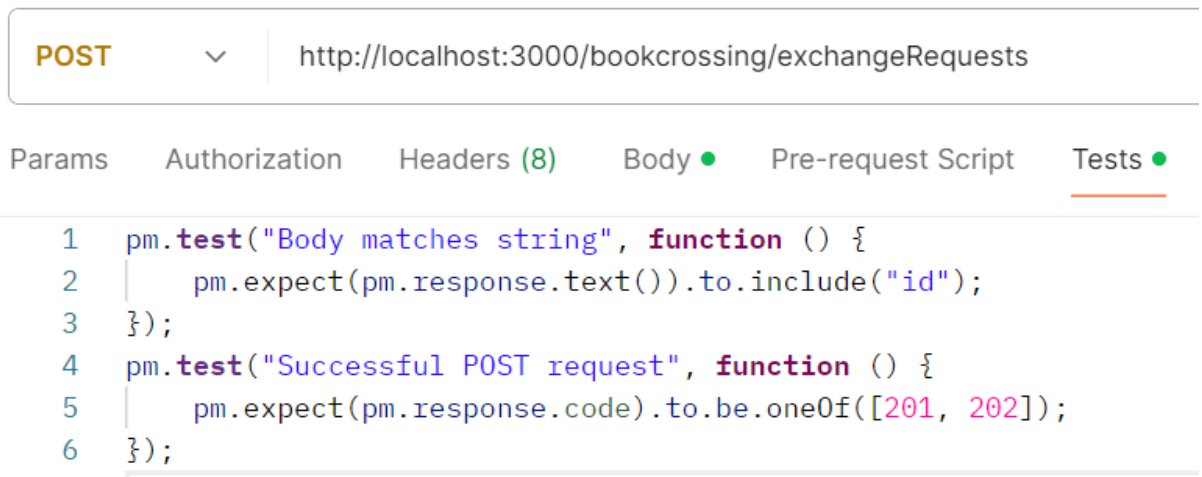 POST http://localhost:3000/bookcrossing/exchangeRequests
Params Authorization Headers (8) Body Pre-request Script Tests
1 pm.test("Body matches string", function () {
2 pm.expect(pm.response.text()).to.include("id");
3 });
4 pm.test("Successful POST request", function () {
5 pm.expect(pm.response.code).to.be.oneOf([201, 202]);
6 });